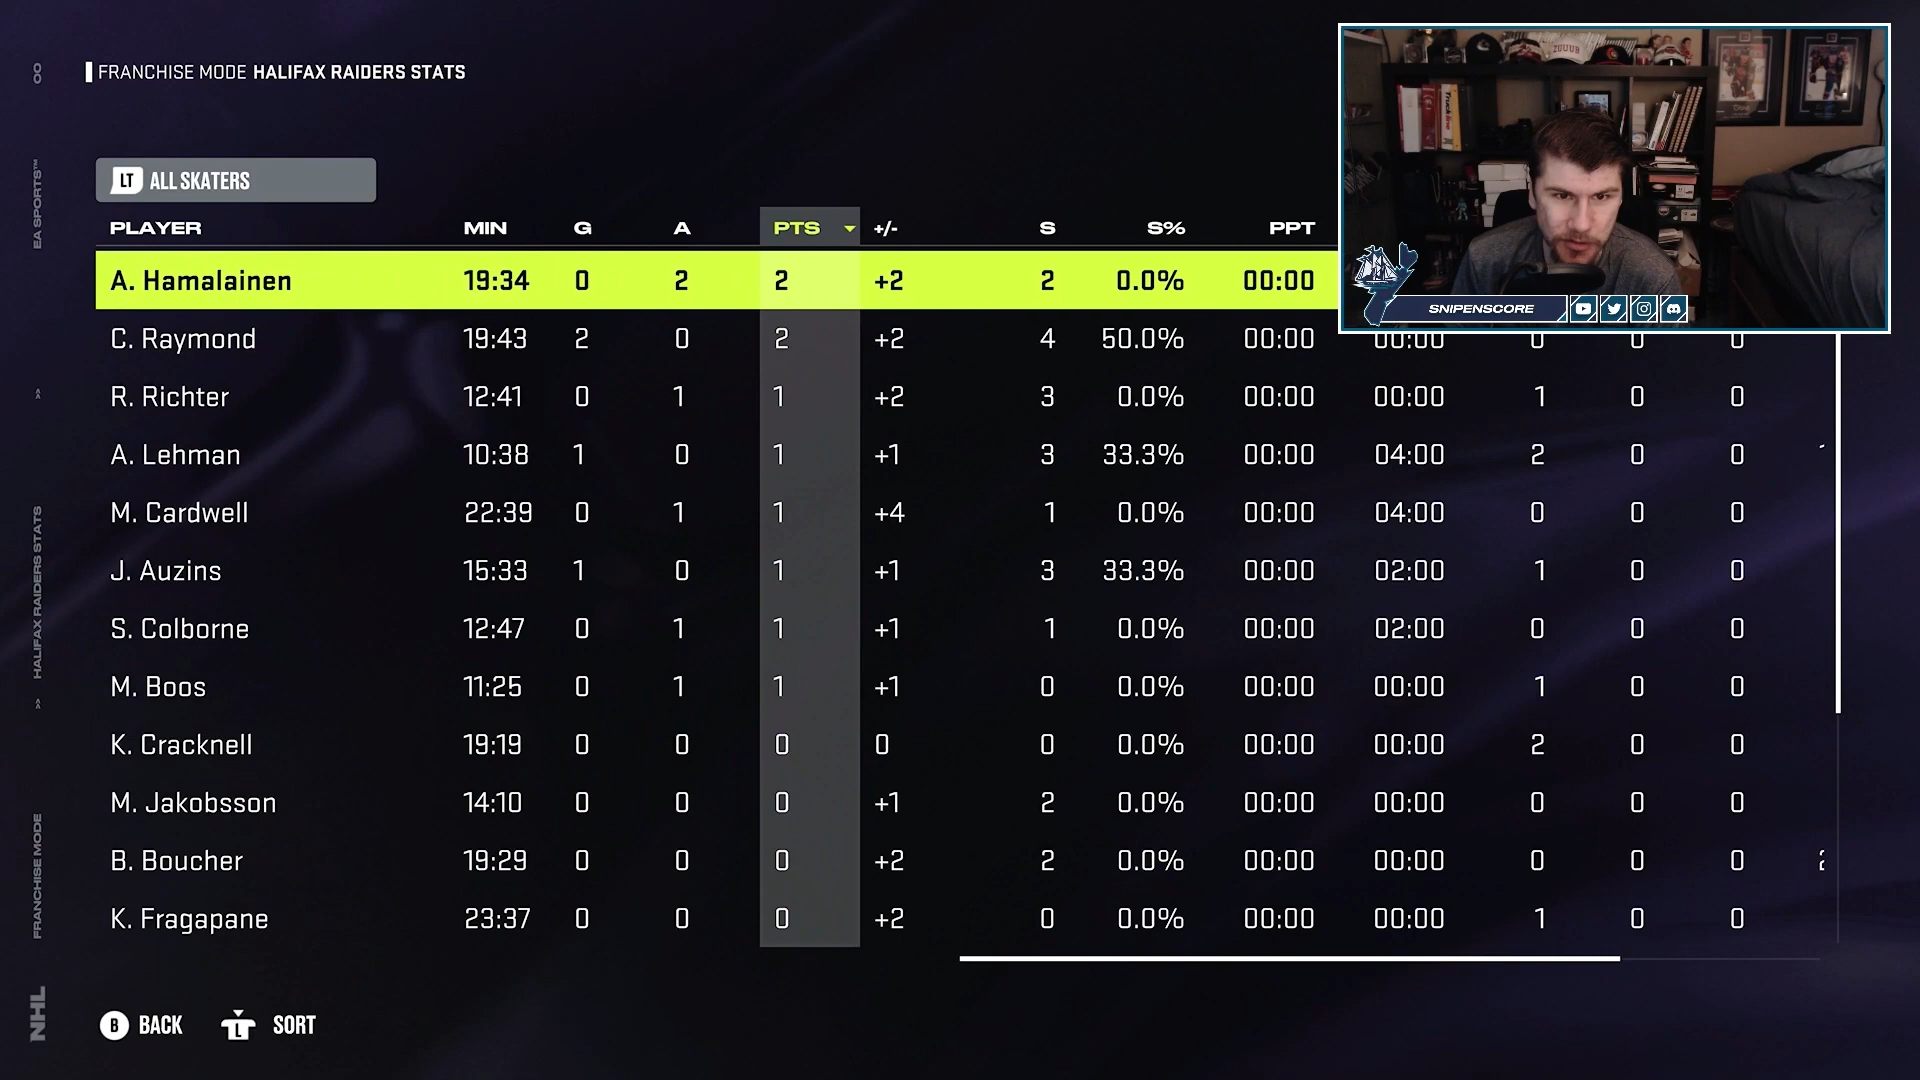 FRANCHISE MODE HALIFAX RAIDERS STATS
LT ALL SKATERS
PLAYER MIN G A PTS +/- S S% PPT
A. Hamalainen 19:34 0 2 2 +2 2 0.0% 00:00
C. Raymond 19:43 2 0 2 +2 4 50.0% 00:00 00:00 0 0 0
R. Richter 12:41 0 1 1 +2 3 0.0% 00:00 00:00 1 0 0
A. Lehman 10:38 1 0 1 +1 3 33.3% 00:00 04:00 2 0 0
M. Cardwell 22:39 0 1 1 +4 1 0.0% 00:00 04:00 0 0 0
J. Auzins 15:33 1 0 1 +1 3 33.3% 00:00 02:00 1 0 0
S. Colborne 12:47 0 1 1 +1 1 0.0% 00:00 02:00 0 0 0
M. Boos 11:25 0 1 1 +1 0 0.0% 00:00 00:00 1 0 0
K. Cracknell 19:19 0 0 0 0 0 0.0% 00:00 00:00 2 0 0
M. Jakobsson 14:10 0 0 0 +1 2 0.0% 00:00 00:00 0 0 0
B. Boucher 19:29 0 0 0 +2 2 0.0% 00:00 00:00 0 0 0
K. Fragapane 23:37 0 0 0 +2 0 0.0% 00:00 00:00 1 0 0
B BACK L SORT
NHL FRANCHISE MODE >> HALIFAX RAIDERS STATS >> EA SPORTS™
SNIPENSCORE